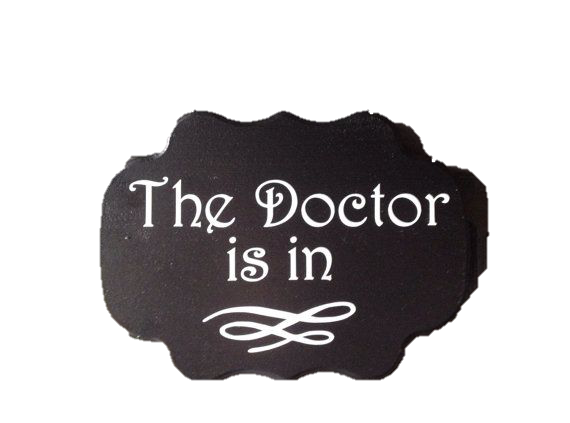 The Doctor
is in